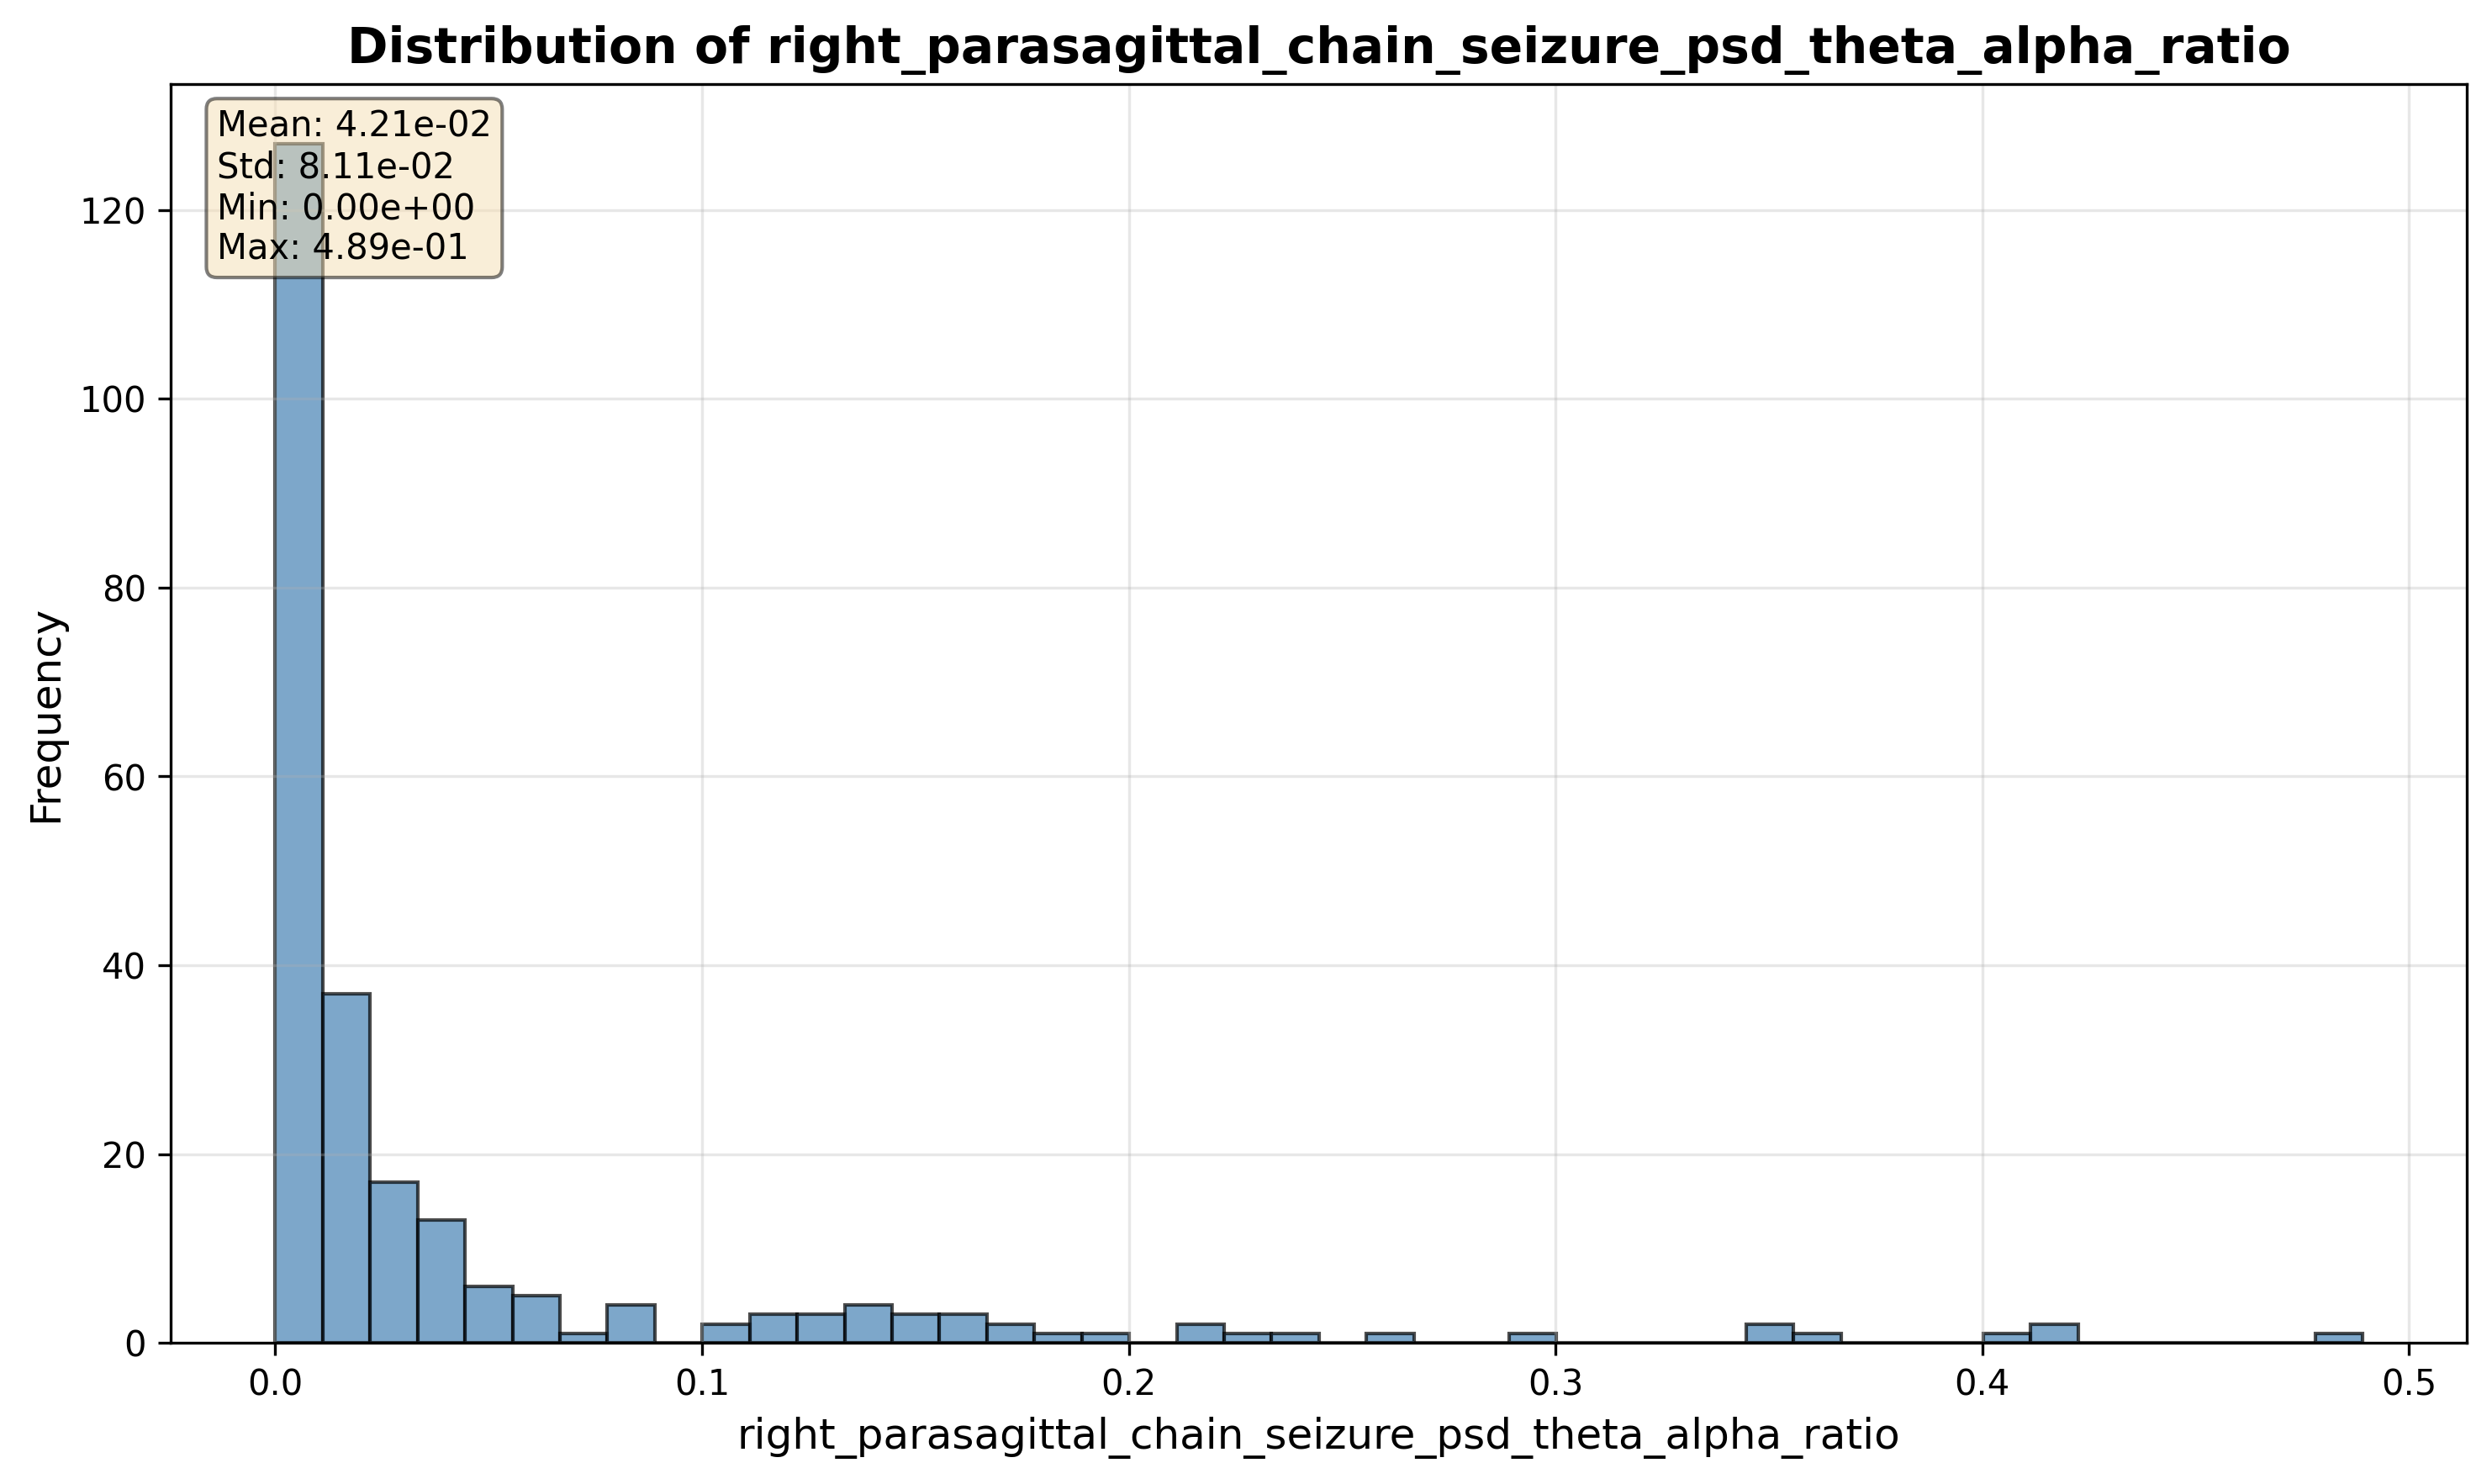 Distribution of right_parasagittal_chain_seizure_psd_theta_alpha_ratio
Mean: 4.21e-02
Std: 8.11e-02
Min: 0.00e+00
Max: 4.89e-01
120
100
80
60
40
20
0
Frequency
0.0 0.1 0.2 0.3 0.4 0.5
right_parasagittal_chain_seizure_psd_theta_alpha_ratio